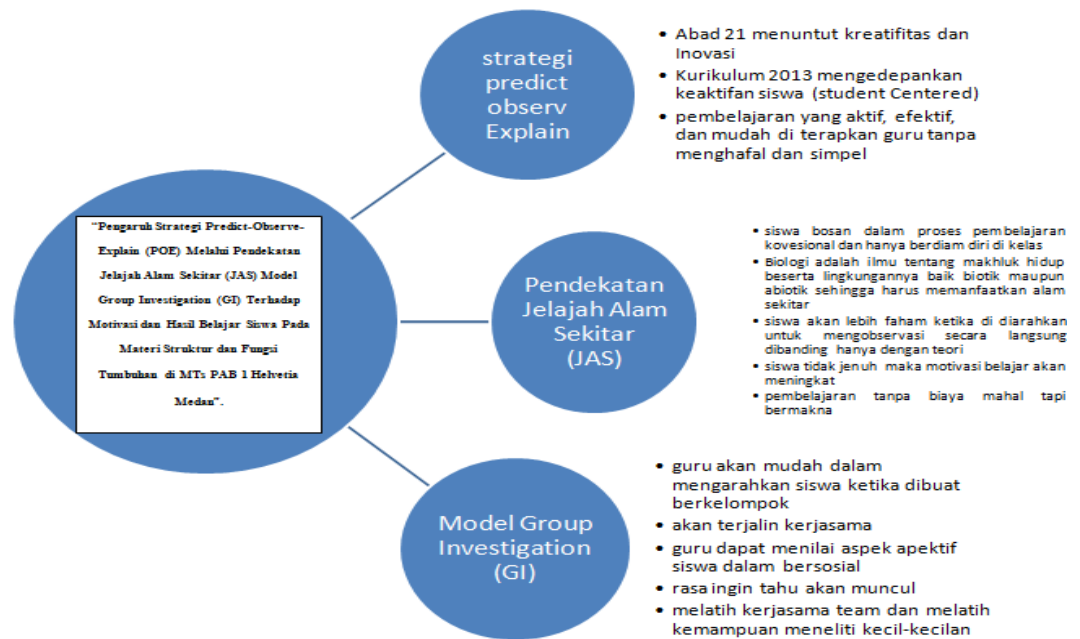 "Pengaruh Strategi Predict-Observe-
Explain (POE) Melalui Pendekatan
Jelajah Alam Sekitar (JAS) Model
Group Investigation (GI) Terhadap
Motivasi dan Hasil Belajar Siswa Pada
Materi Struktur dan Fungsi
Tumbuhan di MTs PAB 1 Helvetia
Medan".
strategi
predict
observ
Explain
• Abad 21 menuntut kreatifitas dan
Inovasi
• Kurikulum 2013 mengedepankan
keaktifan siswa (student Centered)
• pembelajaran yang aktif, efektif,
dan mudah di terapkan guru tanpa
menghafal dan simpel
Pendekatan
Jelajah Alam
Sekitar
(JAS)
• siswa bosan dalam proses pembelajaran
kovesional dan hanya berdiam diri di kelas
• Biologi adalah ilmu tentang makhluk hidup
beserta lingkungannya baik biotik maupun
abiotik sehingga harus memanfaatkan alam
sekitar
• siswa akan lebih faham ketika di diarahkan
untuk mengobservasi secara langsung
dibanding hanya dengan teori
• siswa tidak jenuh maka motivasi belajar akan
meningkat
• pembelajaran tanpa biaya mahal tapi
bermakna
Model Group
Investigation
(GI)
• guru akan mudah dalam
mengarahkan siswa ketika dibuat
berkelompok
• akan terjalin kerjasama
• guru dapat menilai aspek apektif
siswa dalam bersosial
• rasa ingin tahu akan muncul
• melatih kerjasama team dan melatih
kemampuan meneliti kecil-kecilan